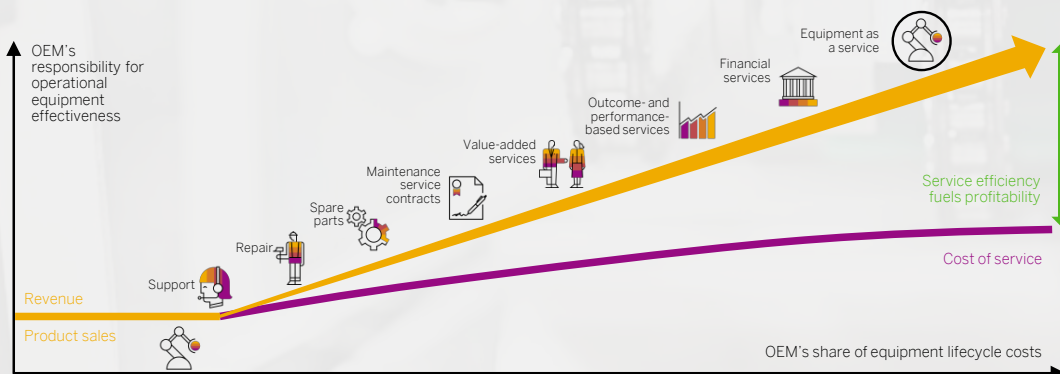 OEM's
responsibility for
operational
equipment
effectiveness
Equipment as
a service
Financial
services
Outcome- and
performance-
based services
Value-added
services
Maintenance
service
contracts
Spare
parts
Repair
Support
Service efficiency
fuels profitability
Cost of service
Revenue
Product sales
OEM's share of equipment lifecycle costs